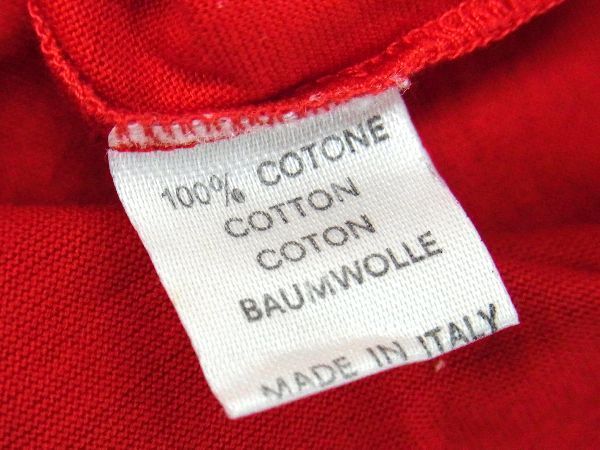 100% COTONE
COTTON
COTON
BAUMWOLLE
MADE IN ITALY